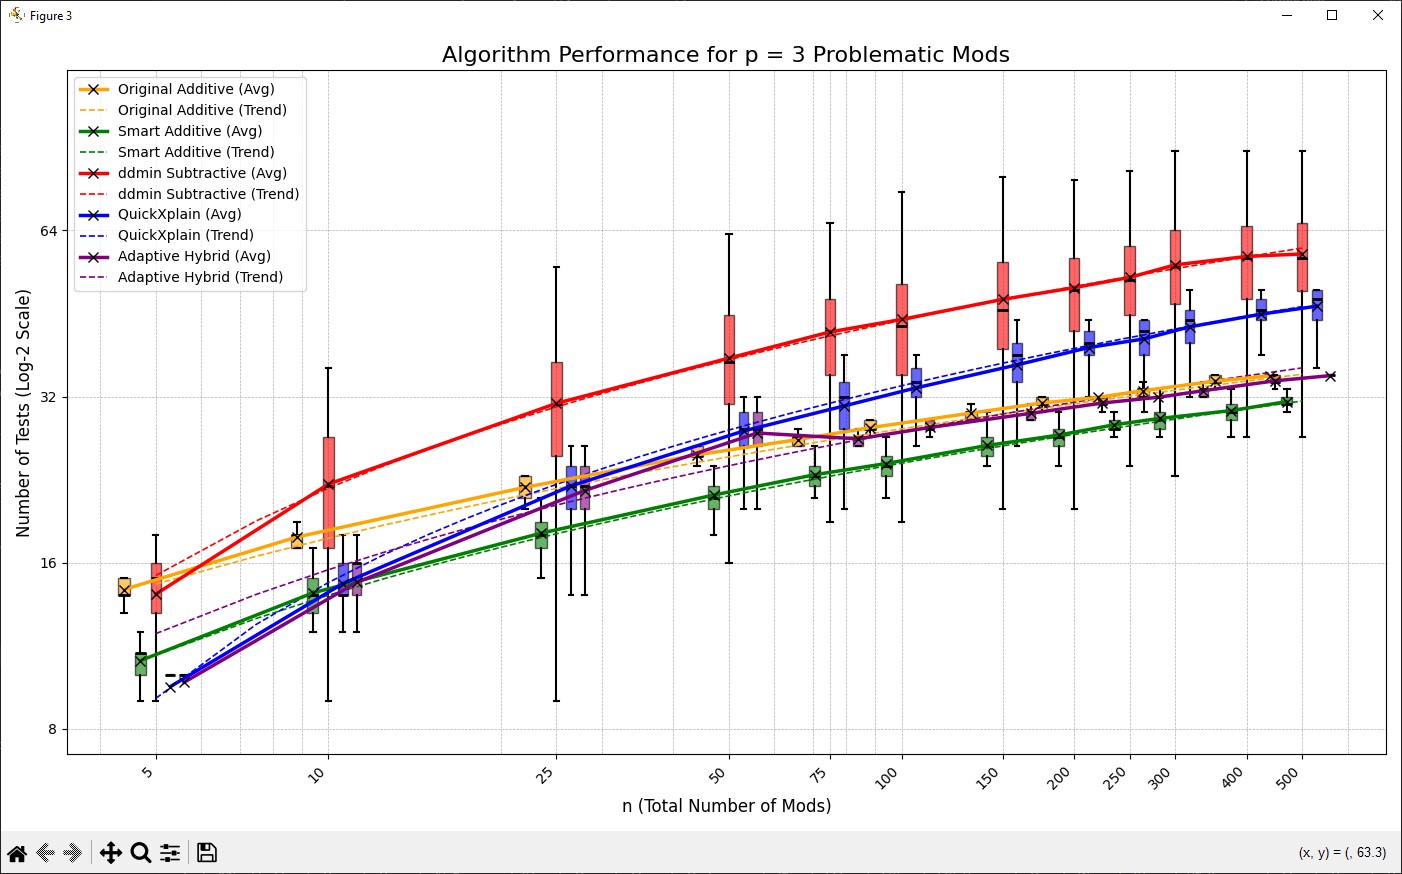 Figure 3
Algorithm Performance for p = 3 Problematic Mods
Original Additive (Avg)
Original Additive (Trend)
Smart Additive (Avg)
Smart Additive (Trend)
ddmin Subtractive (Avg)
ddmin Subtractive (Trend)
QuickXplain (Avg)
QuickXplain (Trend)
Adaptive Hybrid (Avg)
Adaptive Hybrid (Trend)
Number of Tests (Log-2 Scale)
64
32
16
8
5 10 25 50 75 100 150 200 250 300 400 500
n (Total Number of Mods)
(x, y) = (, 63.3)